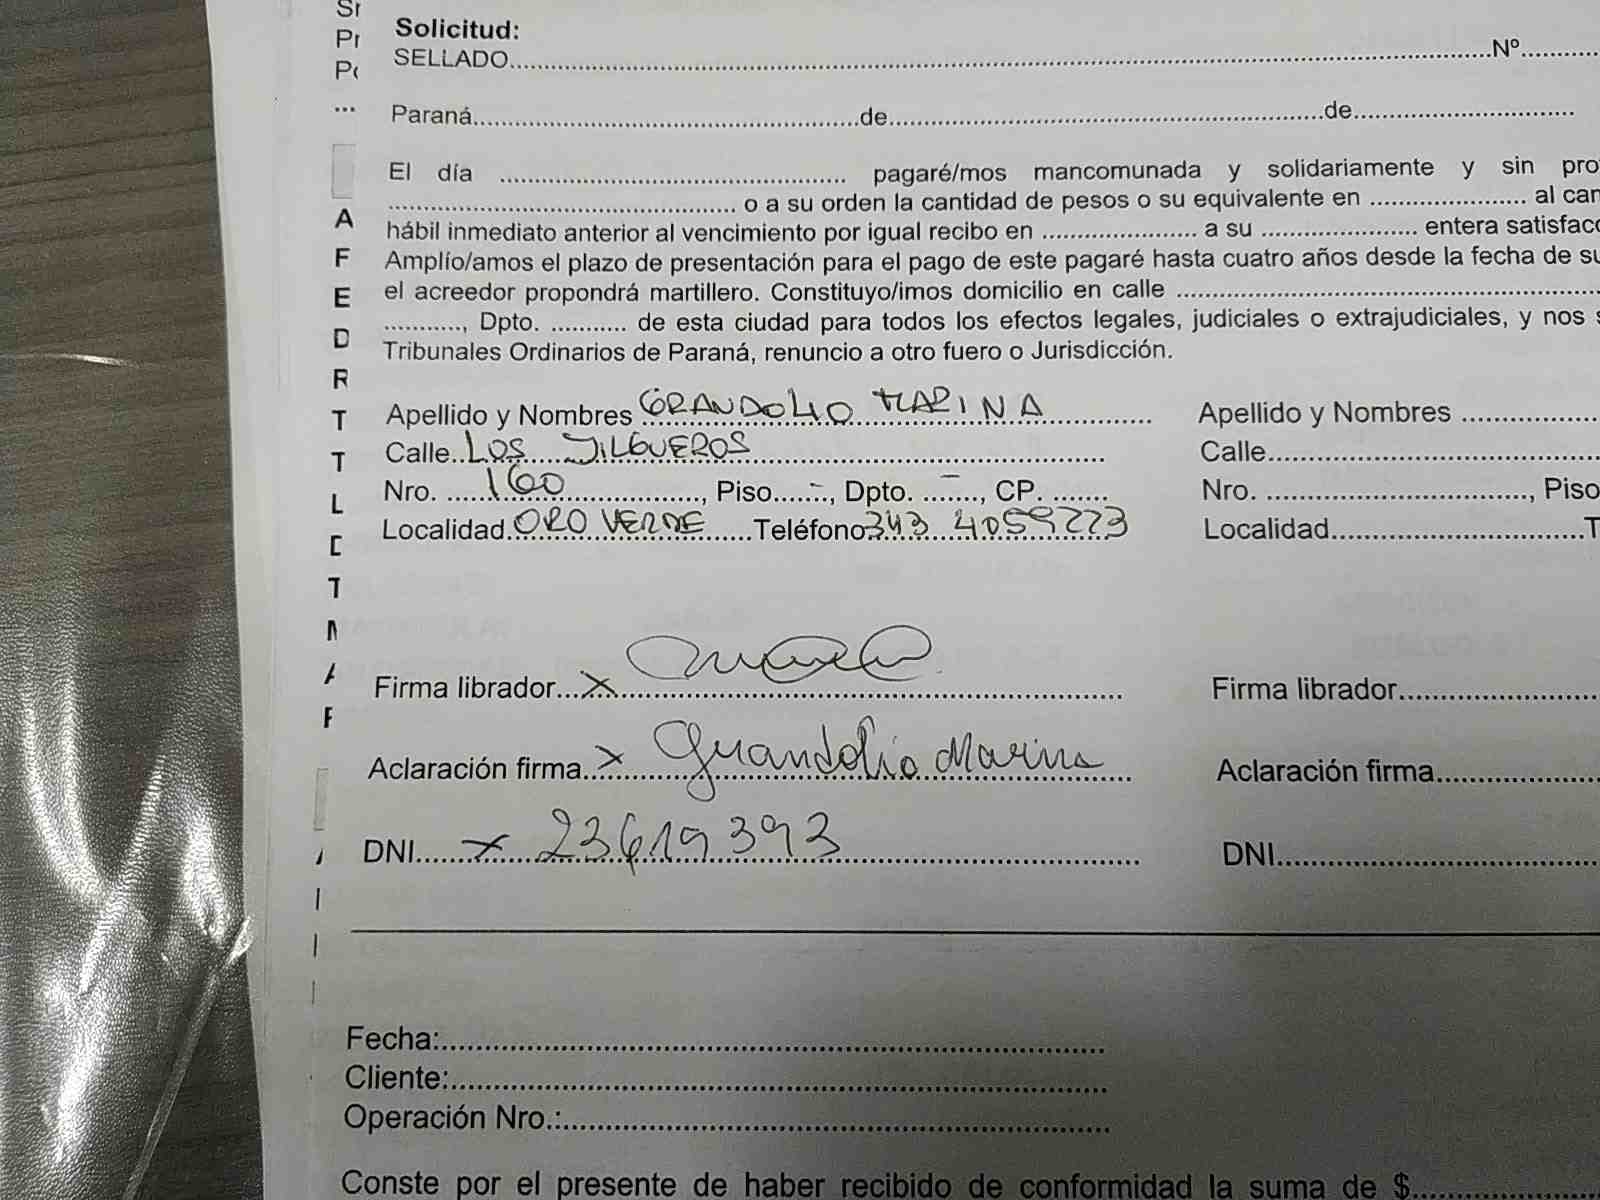 Solicitud:
SELLADO.......... Nº..........
Paraná..........de..........de..........
El día .......... pagaré/mos mancomunada y solidariamente y sin pro
.......... o a su orden la cantidad de pesos o su equivalente en .......... al
hábil inmediato anterior al vencimiento por igual recibo en .......... a su .......... entera
Amplío/amos el plazo de presentación para el pago de este pagaré hasta cuatro años desde la fecha de
el acreedor propondrá martillero. Constituyo/imos domicilio en calle ..........
.........., Dpto. .......... de esta ciudad para todos los efectos legales, judiciales o extrajudiciales, y nos
Tribunales Ordinarios de Paraná, renuncio a otro fuero o Jurisdicción.
Apellido y Nombres GRANDOLIO MARINA Apellido y Nombres ..........
Calle..LOS JILGUEROS Calle..........
Nro. ....160.........., Piso...-..., Dpto. ...-..., CP. ....... Nro. .........., Piso
Localidad ORO VERDE.......Teléfono 343 4059273 Localidad..........
Firma librador...X.......... Firma librador..........
Aclaración firma...X Grandolio Marina Aclaración firma..........
DNI.....X 23619393 DNI..........
Fecha:..........
Cliente:..........
Operación Nro.:..........
Conste por el presente de haber recibido de conformidad la suma de $..........